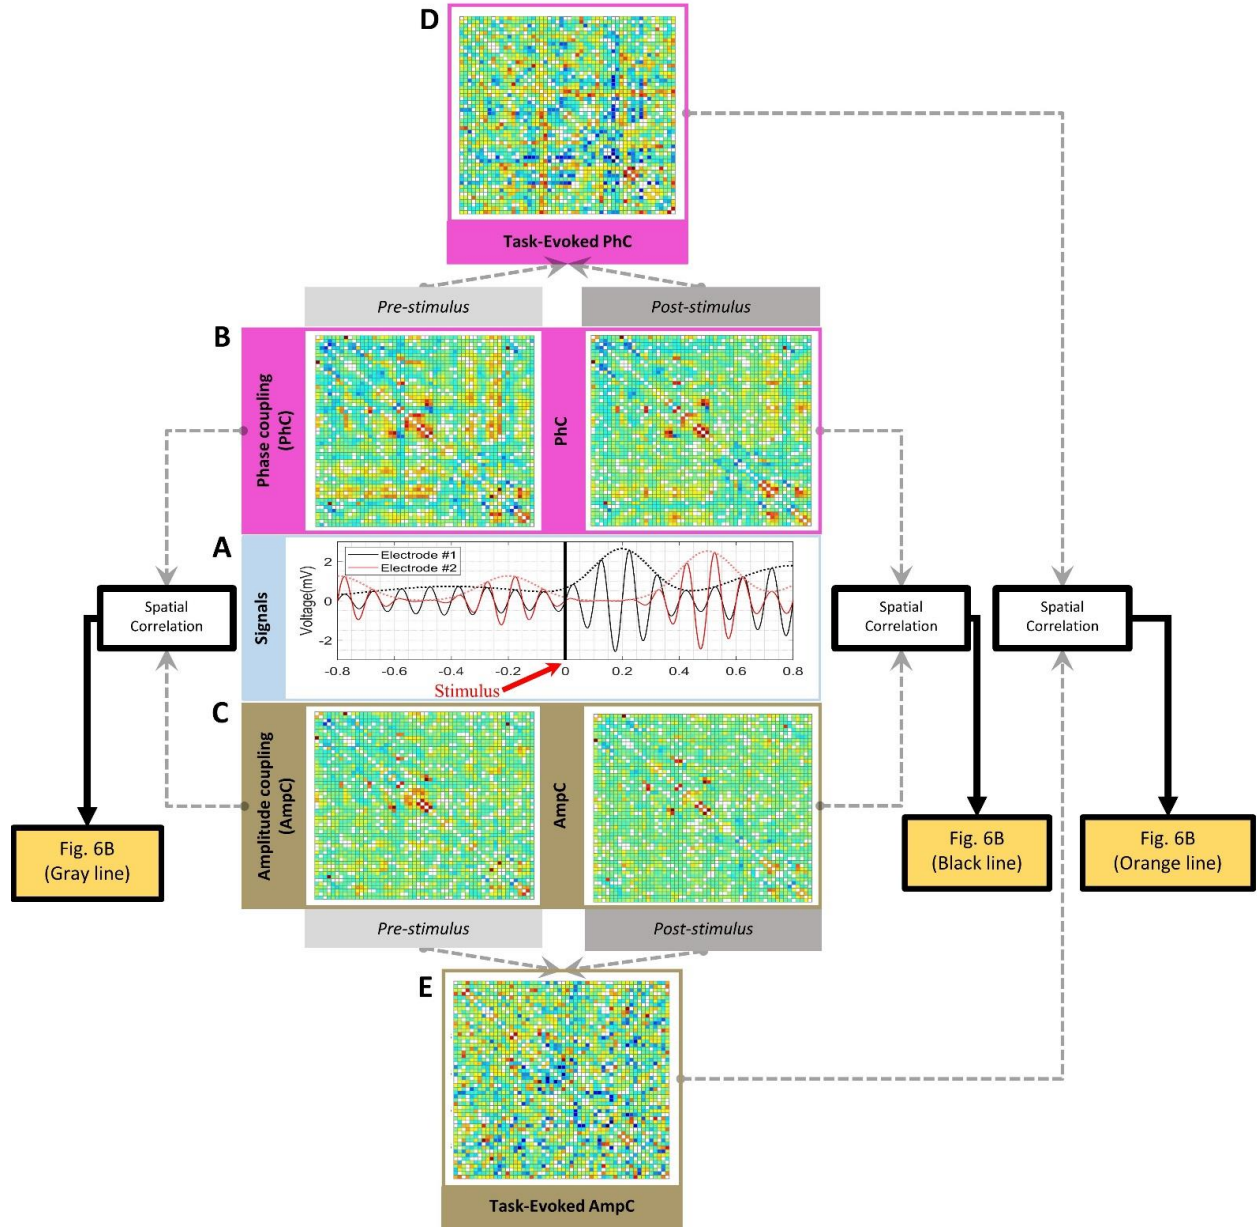 D
Task-Evoked PhC
Pre-stimulus
Post-stimulus
B
Phase coupling
(PhC)
PhC
A
Signals
Voltage(mV)
2
0
-2
Electrode #1
Electrode #2
-0.8
-0.6
-0.4
-0.2
0
0.2
0.4
0.6
0.8
Stimulus
Spatial
Correlation
Spatial
Correlation
Spatial
Correlation
C
Amplitude coupling
(AmpC)
AmpC
Fig. 6B
(Gray line)
Fig. 6B
(Black line)
Fig. 6B
(Orange line)
Pre-stimulus
Post-stimulus
E
Task-Evoked AmpC